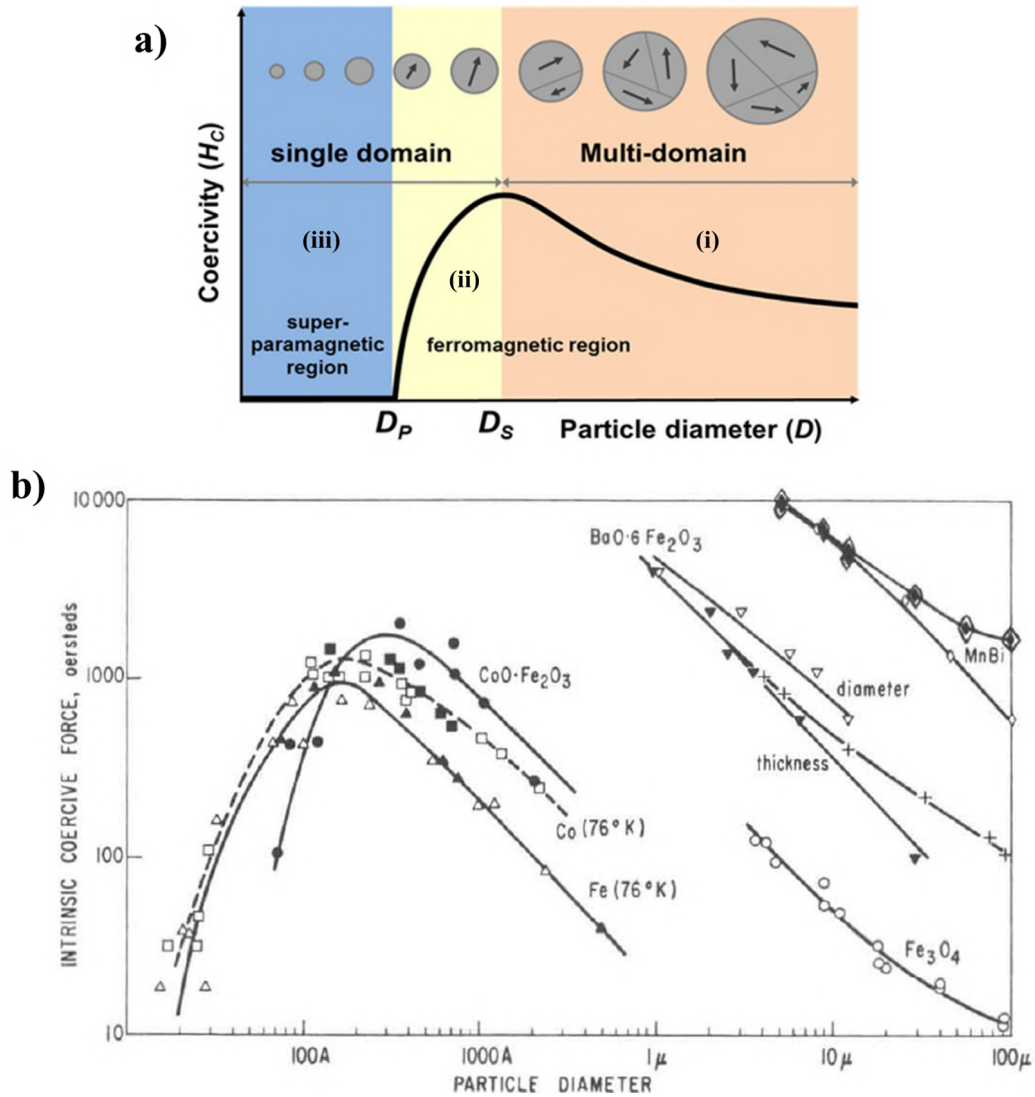 a)
Coercivity (HC)
single domain
Multi-domain
(iii)
(ii)
(i)
super-
paramagnetic
region
ferromagnetic region
DP
DS
Particle diameter (D)
b)
INTRINSIC COERCIVE FORCE, oersteds
10 000
1000
100
10
BaO·6Fe2O3
MnBi
CoO·Fe2O3
diameter
thickness
Co (76°K)
Fe (76°K)
Fe3O4
100A
1000A
1μ
10μ
100μ
PARTICLE DIAMETER